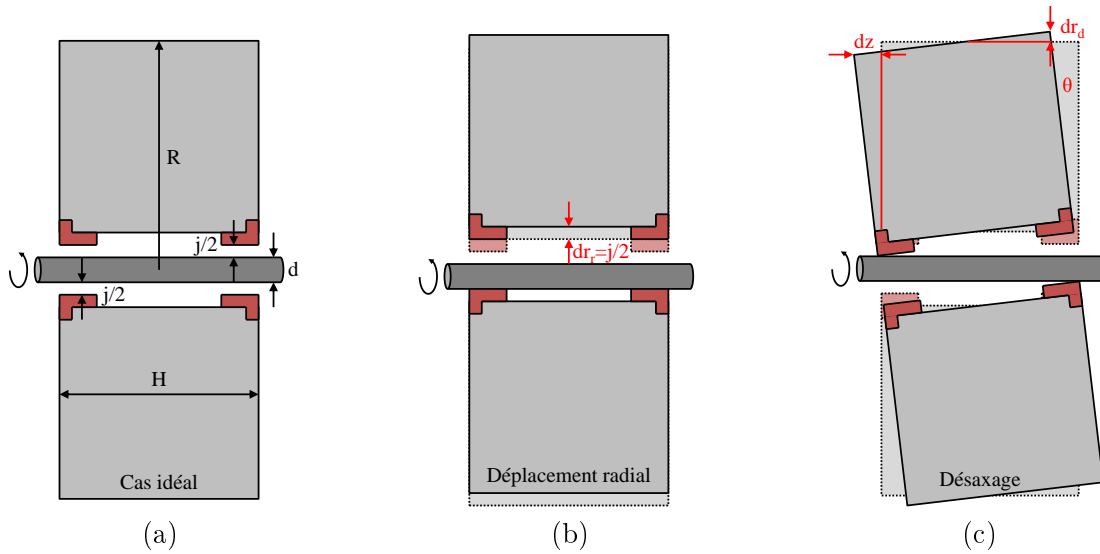 R
j/2
d
j/2
H
Cas idéal
(a)
dr_r=j/2
Déplacement radial
(b)
dz
dr_d
θ
Désaxage
(c)